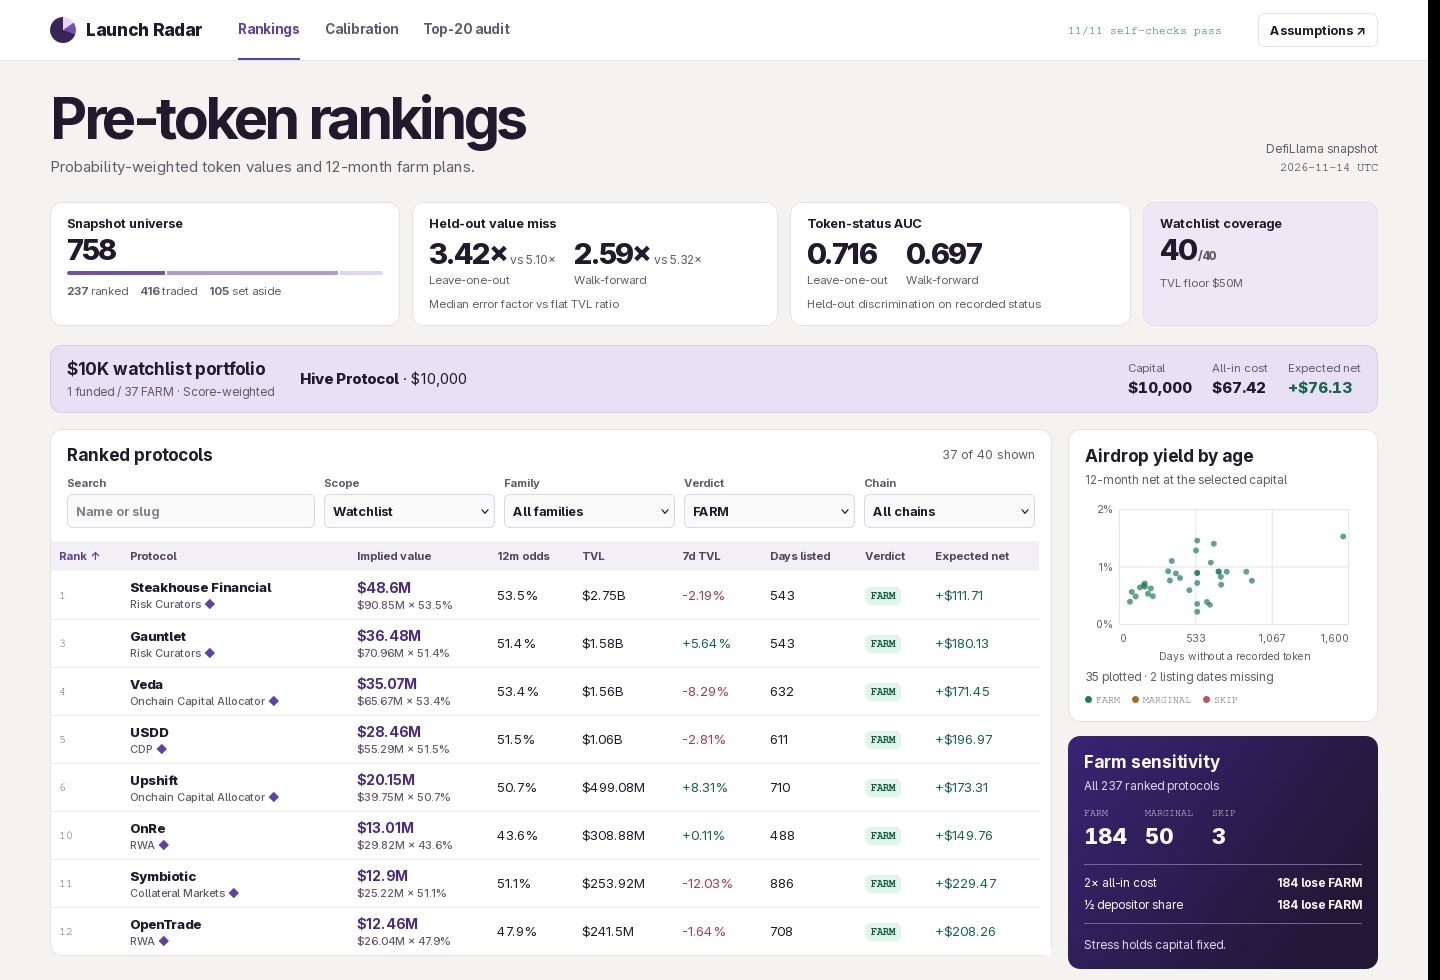 Launch Radar
Rankings
Calibration
Top-20 audit
11/11 self-checks pass
Assumptions ↗
Pre-token rankings
Probability-weighted token values and 12-month farm plans.
DefiLlama snapshot
2026-11-14 UTC
Snapshot universe
758
237 ranked 416 traded 105 set aside
Held-out value miss
3.42× vs 5.10× 2.59× vs 5.32×
Leave-one-out Walk-forward
Median error factor vs flat TVL ratio
Token-status AUC
0.716 0.697
Leave-one-out Walk-forward
Held-out discrimination on recorded status
Watchlist coverage
40/40
TVL floor $50M
$10K watchlist portfolio
1 funded / 37 FARM · Score-weighted
Hive Protocol · $10,000
Capital All-in cost Expected net
$10,000 $67.42 +$76.13
Ranked protocols
37 of 40 shown
Search Scope Family Verdict Chain
Name or slug Watchlist All families FARM All chains
Rank ↑ Protocol Implied value 12m odds TVL 7d TVL Days listed Verdict Expected net
1 Steakhouse Financial $48.6M 53.5% $2.75B -2.19% 543 FARM +$111.71
Risk Curators ◆ $90.85M × 53.5%
3 Gauntlet $36.48M 51.4% $1.58B +5.64% 543 FARM +$180.13
Risk Curators ◆ $70.96M × 51.4%
4 Veda $35.07M 53.4% $1.56B -8.29% 632 FARM +$171.45
Onchain Capital Allocator ◆ $65.67M × 53.4%
5 USDD $28.46M 51.5% $1.06B -2.81% 611 FARM +$196.97
CDP ◆ $55.29M × 51.5%
6 Upshift $20.15M 50.7% $499.08M +8.31% 710 FARM +$173.31
Onchain Capital Allocator ◆ $39.75M × 50.7%
10 OnRe $13.01M 43.6% $308.88M +0.11% 488 FARM +$149.76
RWA ◆ $29.82M × 43.6%
11 Symbiotic $12.9M 51.1% $253.92M -12.03% 886 FARM +$229.47
Collateral Markets ◆ $25.22M × 51.1%
12 OpenTrade $12.46M 47.9% $241.5M -1.64% 708 FARM +$208.26
RWA ◆ $26.04M × 47.9%
Airdrop yield by age
12-month net at the selected capital
2%
1%
0%
0 533 1,067 1,600
Days without a recorded token
35 plotted · 2 listing dates missing
FARM MARGINAL SKIP
Farm sensitivity
All 237 ranked protocols
FARM MARGINAL SKIP
184 50 3
2× all-in cost 184 lose FARM
½ depositor share 184 lose FARM
Stress holds capital fixed.